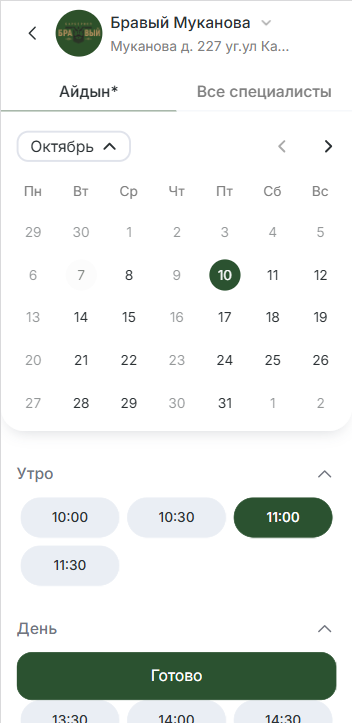 БРАВЫЙ
Бравый Муканова
Муканова д. 227 уг.ул Ка...
Айдын*
Все специалисты
Октябрь
Пн Вт Ср Чт Пт Сб Вс
29 30 1 2 3 4 5
6 7 8 9 10 11 12
13 14 15 16 17 18 19
20 21 22 23 24 25 26
27 28 29 30 31 1 2
Утро
10:00 10:30 11:00
11:30
День
Готово
13:30 14:00 14:30